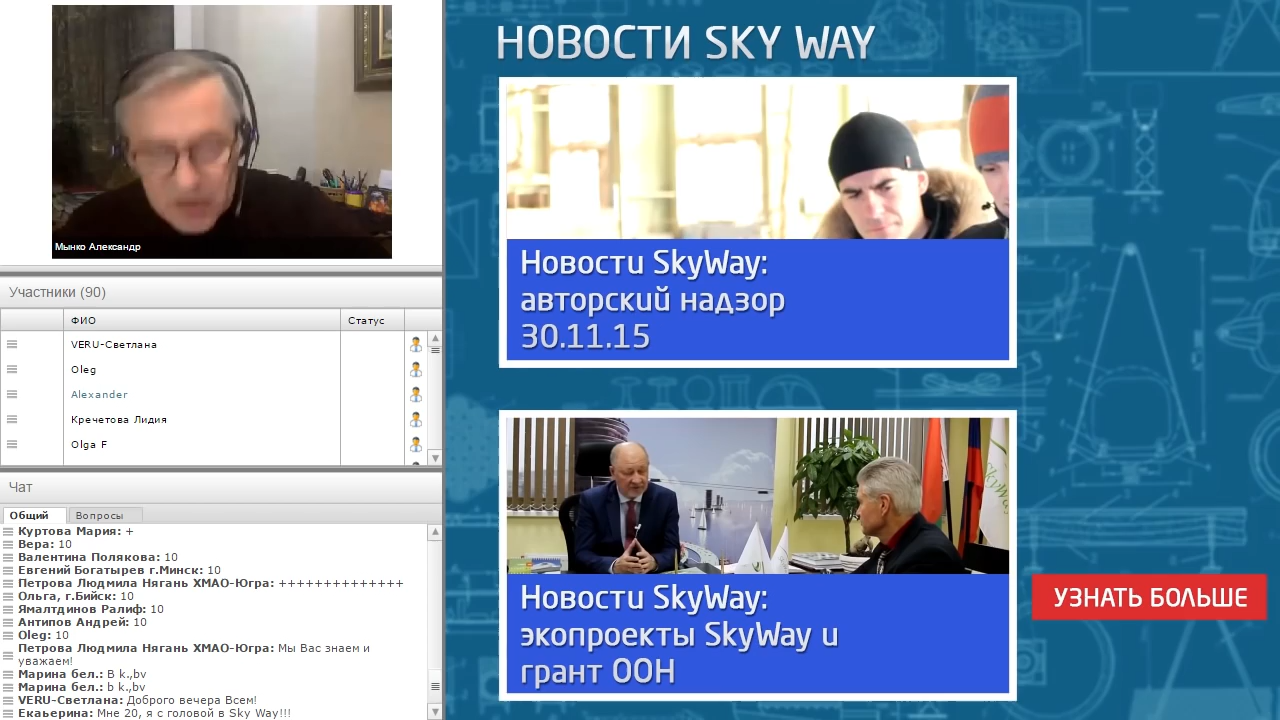 Мынко Александр
Участники (90)
ФИО
Статус
VERU-Светлана
Oleg
Alexander
Кречетова Лидия
Olga F
Чат
Общий
Вопросы
Куртова Мария: +
Вера: 10
Валентина Полякова: 10
Евгений Богатырев г.Минск: 10
Петрова Людмила Нягань ХМАО-Югра: ++++++++++++++
Ольга, г.Бийск: 10
Ямалтдинов Ралиф: 10
Антипов Андрей: 10
Oleg: 10
Петрова Людмила Нягань ХМАО-Югра: Мы Вас знаем и
уважаем!
Марина бел.: В k.,bv
Марина бел.: b k.,bv
VERU-Светлана: Доброго вечера Всем!
Екаьерина: Мне 20, я с головой в Sky Way!!!
НОВОСТИ SKY WAY
Новости SkyWay:
авторский надзор
30.11.15
SkyWay
Новости SkyWay:
экопроекты SkyWay и
грант ООН
УЗНАТЬ БОЛЬШЕ